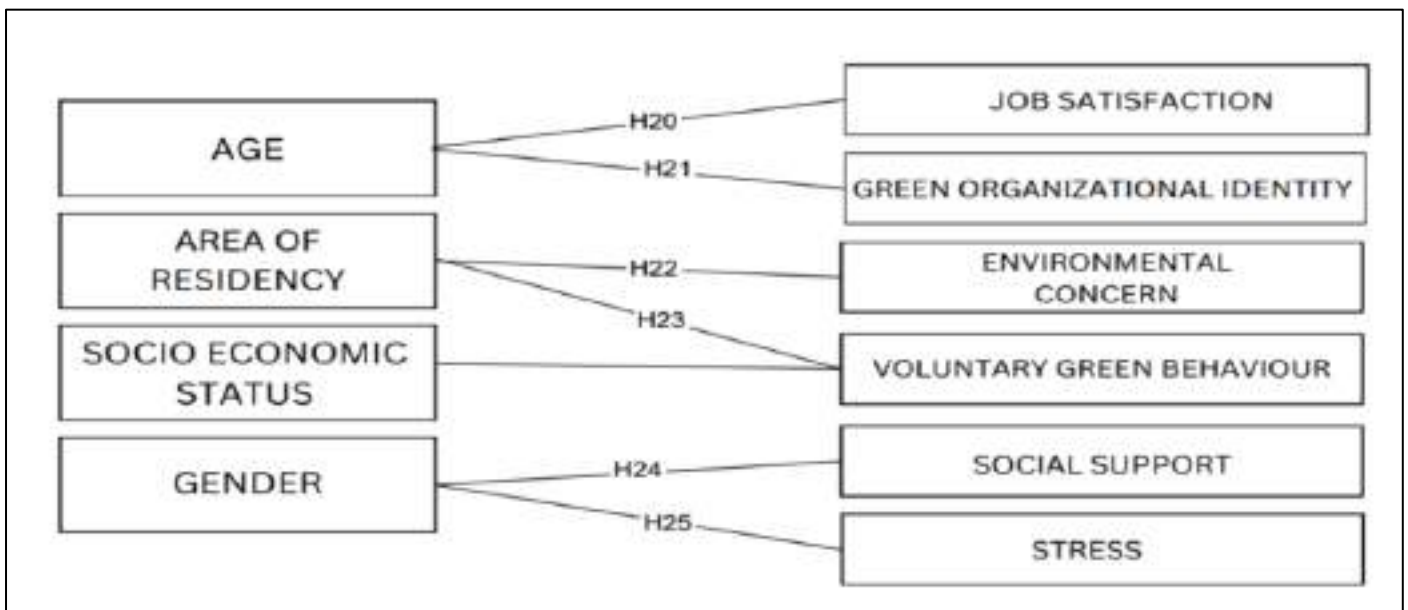 AGE
AREA OF
RESIDENCY
SOCIO ECONOMIC
STATUS
GENDER
H20
H21
H22
H23
H24
H25
JOB SATISFACTION
GREEN ORGANIZATIONAL IDENTITY
ENVIRONMENTAL
CONCERN
VOLUNTARY GREEN BEHAVIOUR
SOCIAL SUPPORT
STRESS